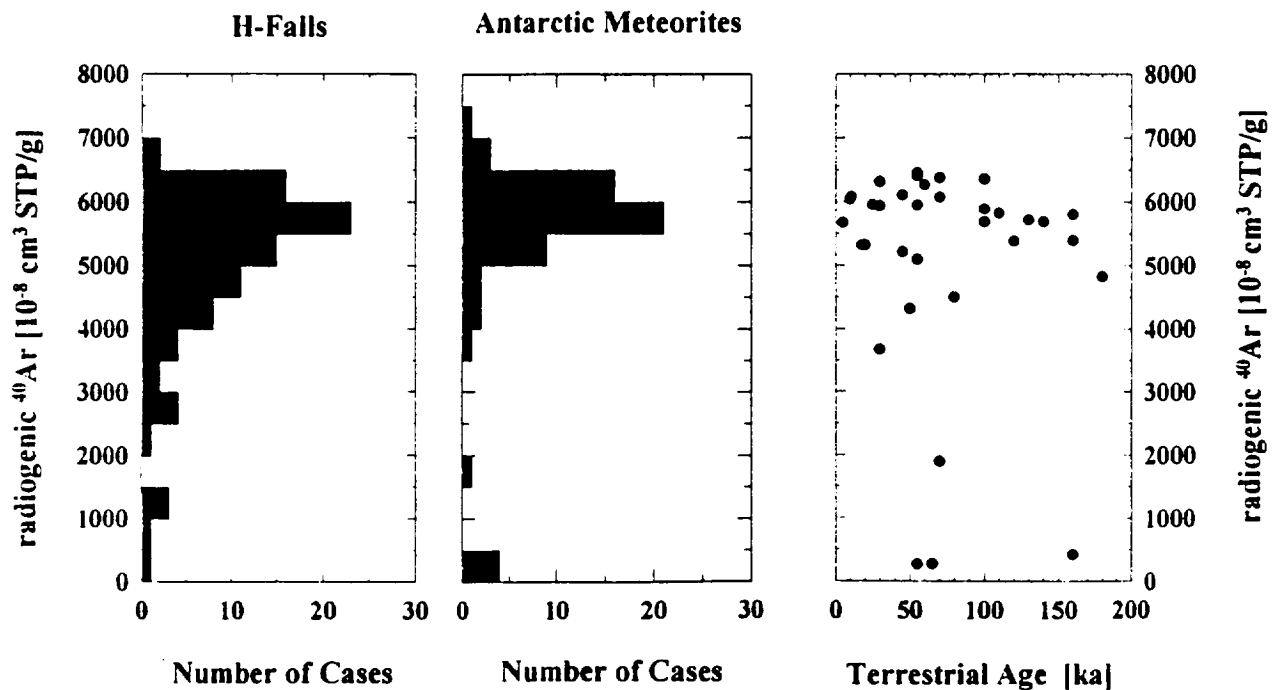 H-Falls
Antarctic Meteorites
radiogenic ⁴⁰Ar [10⁻⁸ cm³ STP/g]
8000
7000
6000
5000
4000
3000
2000
1000
0
0 10 20 30
Number of Cases
0 10 20 30
Number of Cases
0 50 100 150 200
Terrestrial Age [ka]
8000
7000
6000
5000
4000
3000
2000
1000
0
radiogenic ⁴⁰Ar [10⁻⁸ cm³ STP/g]